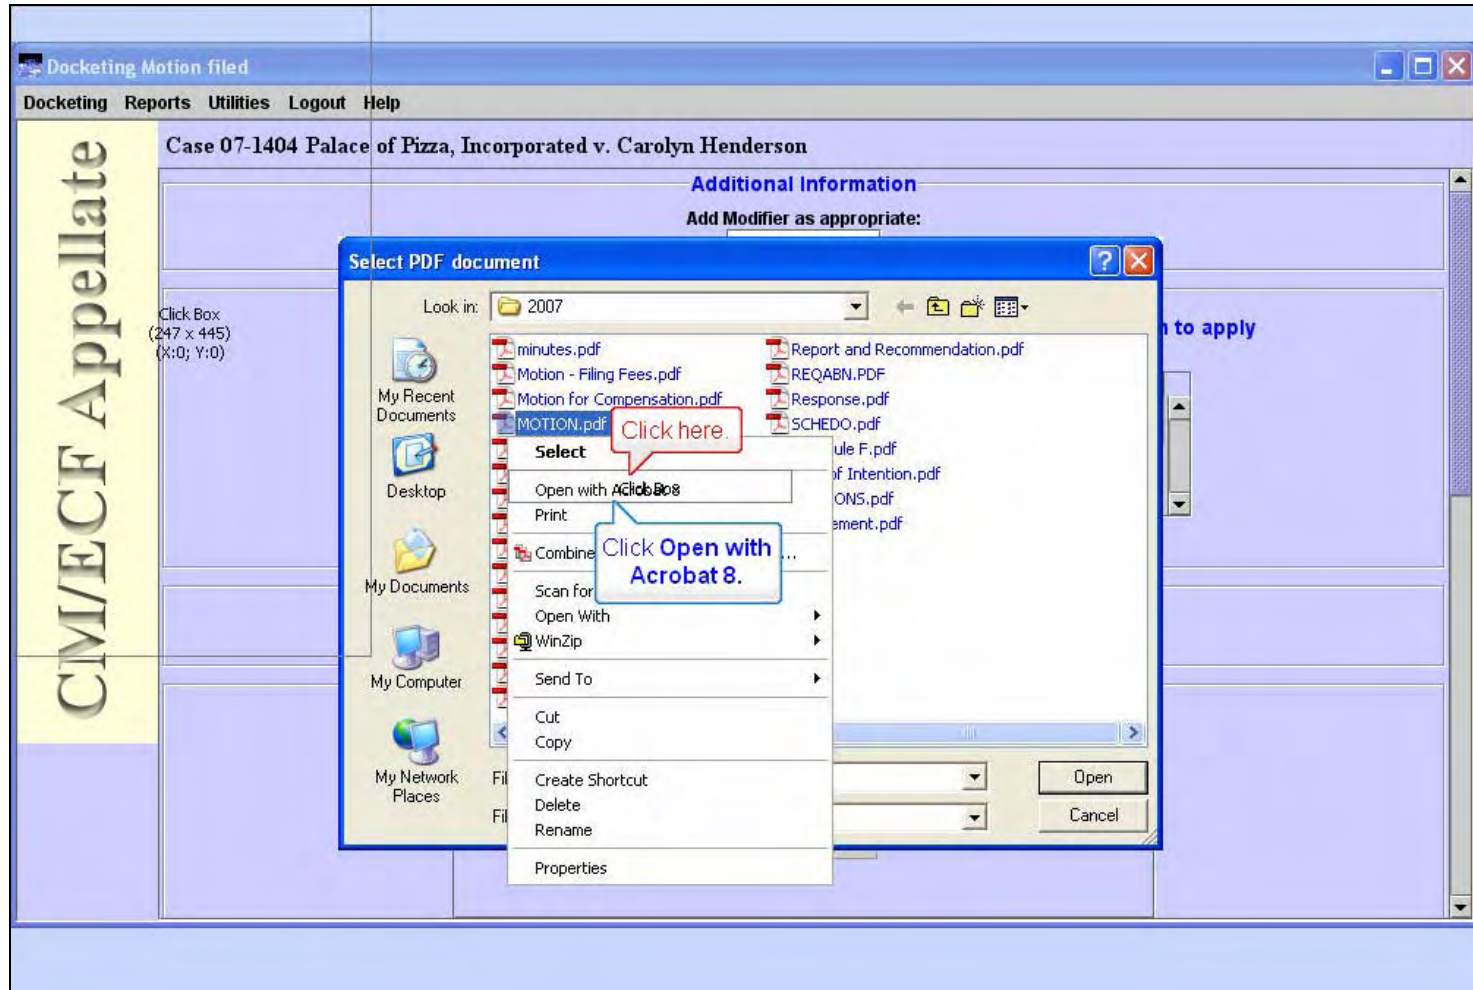 Docketing Motion filed
Docketing Reports Utilities Logout Help
CM/ECF Appellate
Case 07-1404 Palace of Pizza, Incorporated v. Carolyn Henderson
Additional Information
Add Modifier as appropriate:
Select PDF document
Look in: 2007
Click Box
(247 x 445)
(X:0; Y:0)
n to apply
My Recent
Documents
Desktop
My Documents
My Computer
My Network
Places
minutes.pdf
Motion - Filing Fees.pdf
Motion for Compensation.pdf
MOTION.pdf
Report and Recommendation.pdf
REQABN.PDF
Response.pdf
SCHEDO.pdf
ule F.pdf
of Intention.pdf
ONS.pdf
ement.pdf
Click here.
Select
Open with Acrobat 8
Click Box
Print
Combine
...
Click Open with
Acrobat 8.
Scan for
Open With
WinZip
Send To
Cut
Copy
Create Shortcut
Delete
Rename
Properties
Fil
Open
Fil
Cancel